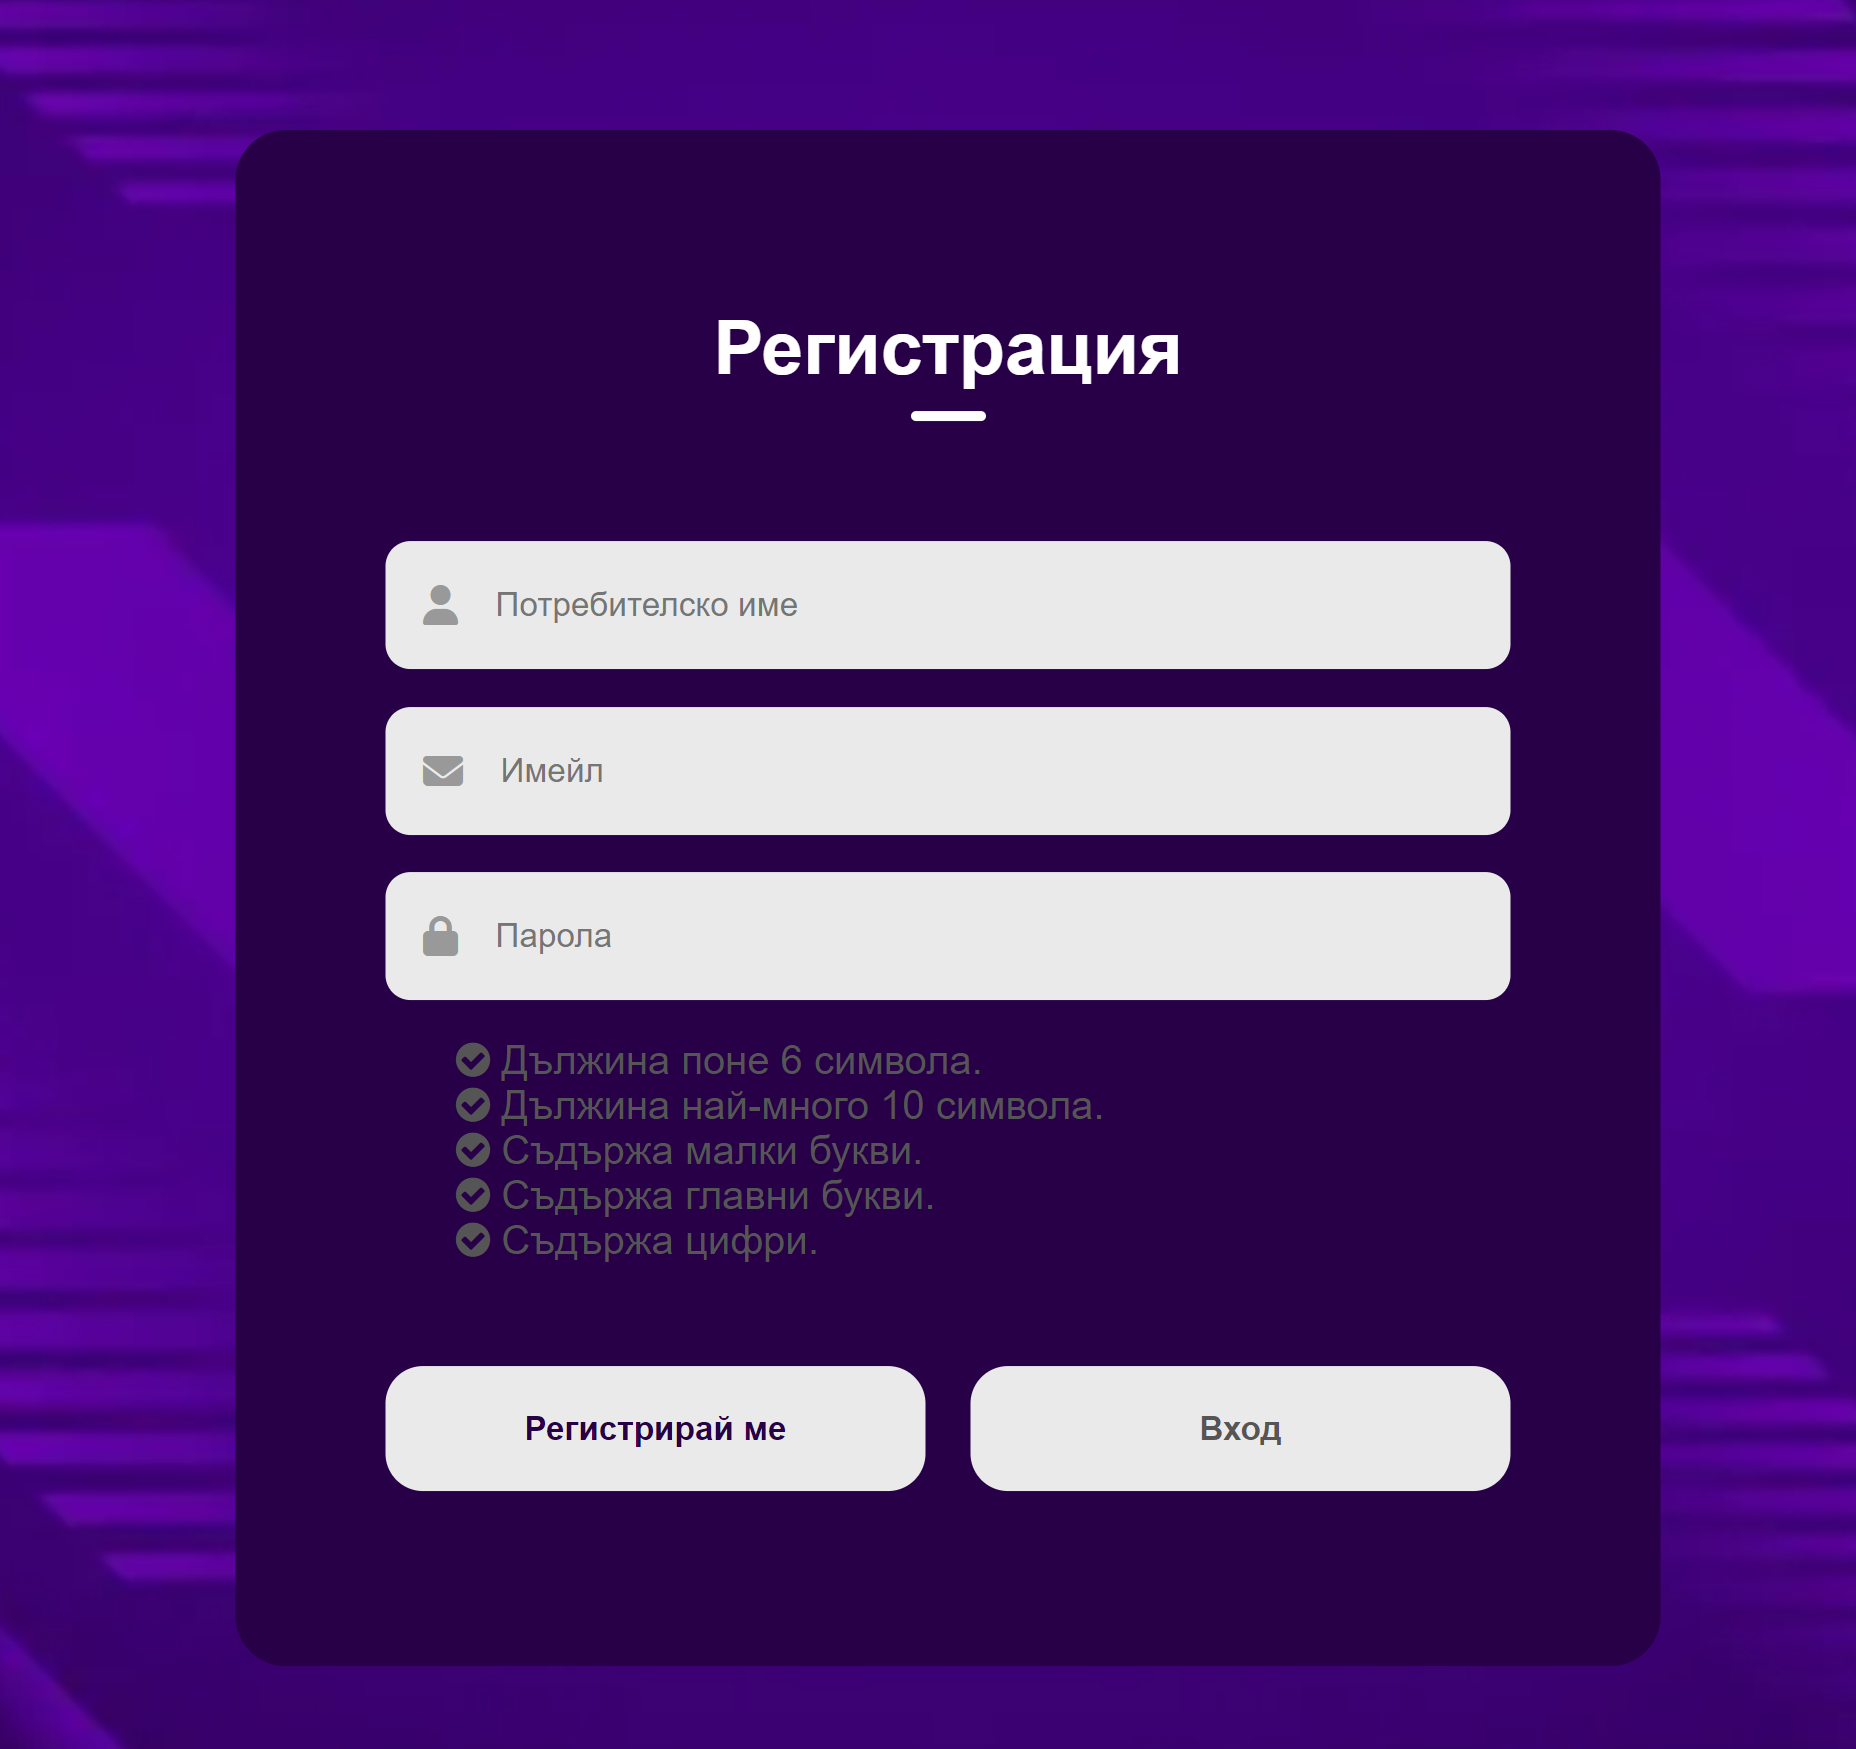 Регистрация
Потребителско име
Имейл
Парола
Дължина поне 6 символа.
Дължина най-много 10 символа.
Съдържа малки букви.
Съдържа главни букви.
Съдържа цифри.
Регистрирай ме
Вход